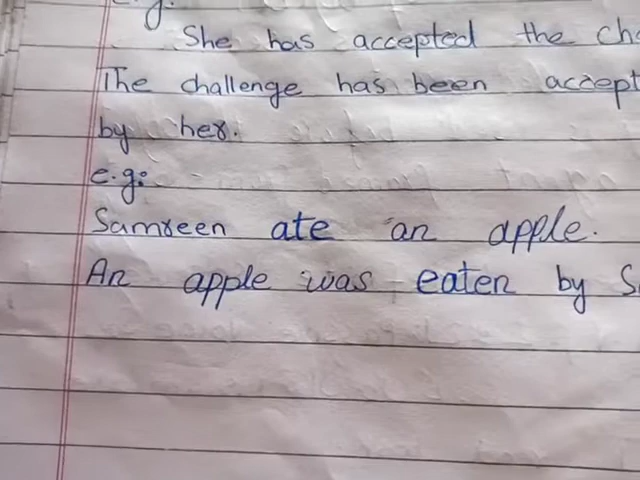 e.g.
She has accepted the
The challenge has been accept
by her.
e.g:
Samreen ate an apple.
An apple was eaten by